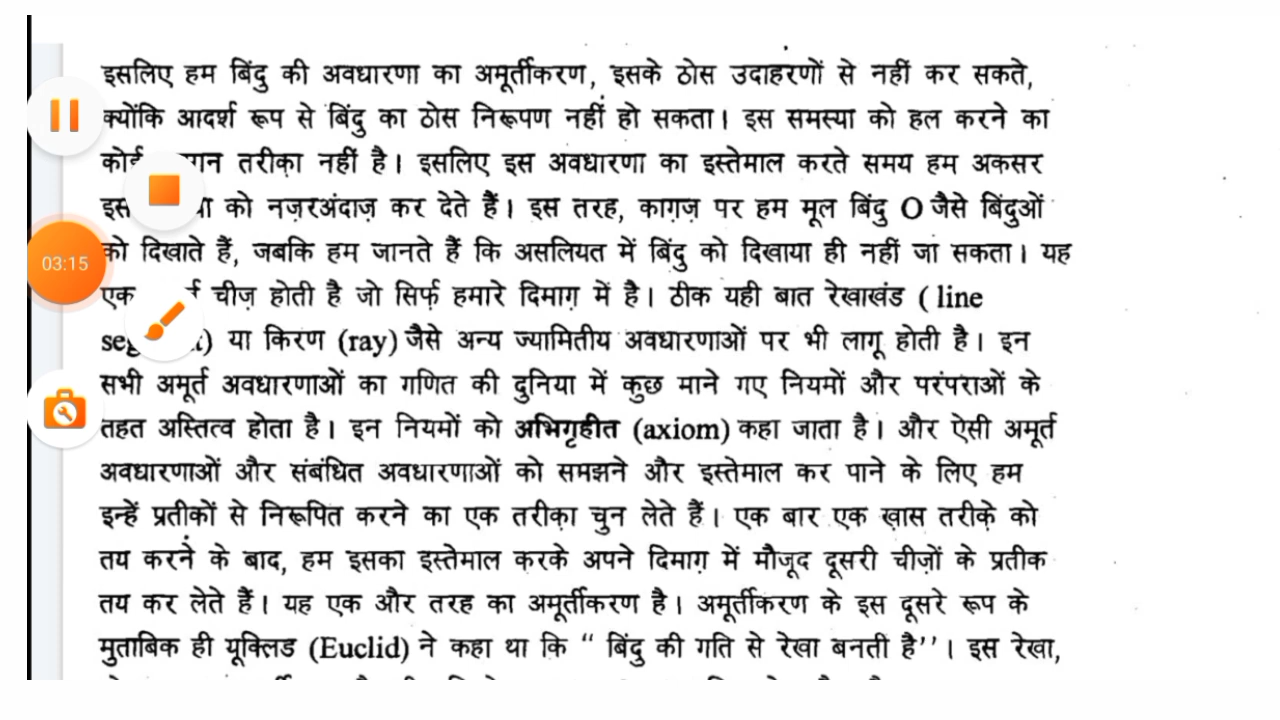 इसलिए हम बिंदु की अवधारणा का अमूर्तीकरण, इसके ठोस उदाहरणों से नहीं कर सकते,
क्योंकि आदर्श रूप से बिंदु का ठोस निरूपण नहीं हो सकता। इस समस्या को हल करने का
तरीक़ा नहीं है। इसलिए इस अवधारणा का इस्तेमाल करते समय हम अकसर
को नज़रअंदाज़ कर देते हैं। इस तरह, काग़ज़ पर हम मूल बिंदु O जैसे बिंदुओं
को दिखाते हैं, जबकि हम जानते हैं कि असलियत में बिंदु को दिखाया ही नहीं जा सकता। यह
एक चीज़ होती है जो सिर्फ़ हमारे दिमाग़ में है। ठीक यही बात रेखाखंड ( line
या किरण (ray) जैसे अन्य ज्यामितीय अवधारणाओं पर भी लागू होती है। इन
सभी अमूर्त अवधारणाओं का गणित की दुनिया में कुछ माने गए नियमों और परंपराओं के
तहत अस्तित्व होता है। इन नियमों को अभिगृहीत (axiom) कहा जाता है। और ऐसी अमूर्त
अवधारणाओं और संबंधित अवधारणाओं को समझने और इस्तेमाल कर पाने के लिए हम
इन्हें प्रतीकों से निरूपित करने का एक तरीक़ा चुन लेते हैं। एक बार एक ख़ास तरीक़े को
तय करने के बाद, हम इसका इस्तेमाल करके अपने दिमाग़ में मौजूद दूसरी चीज़ों के प्रतीक
तय कर लेते हैं। यह एक और तरह का अमूर्तीकरण है। अमूर्तीकरण के इस दूसरे रूप के
मुताबिक ही यूक्लिड (Euclid) ने कहा था कि “ बिंदु की गति से रेखा बनती है’’। इस रेखा,
03:15